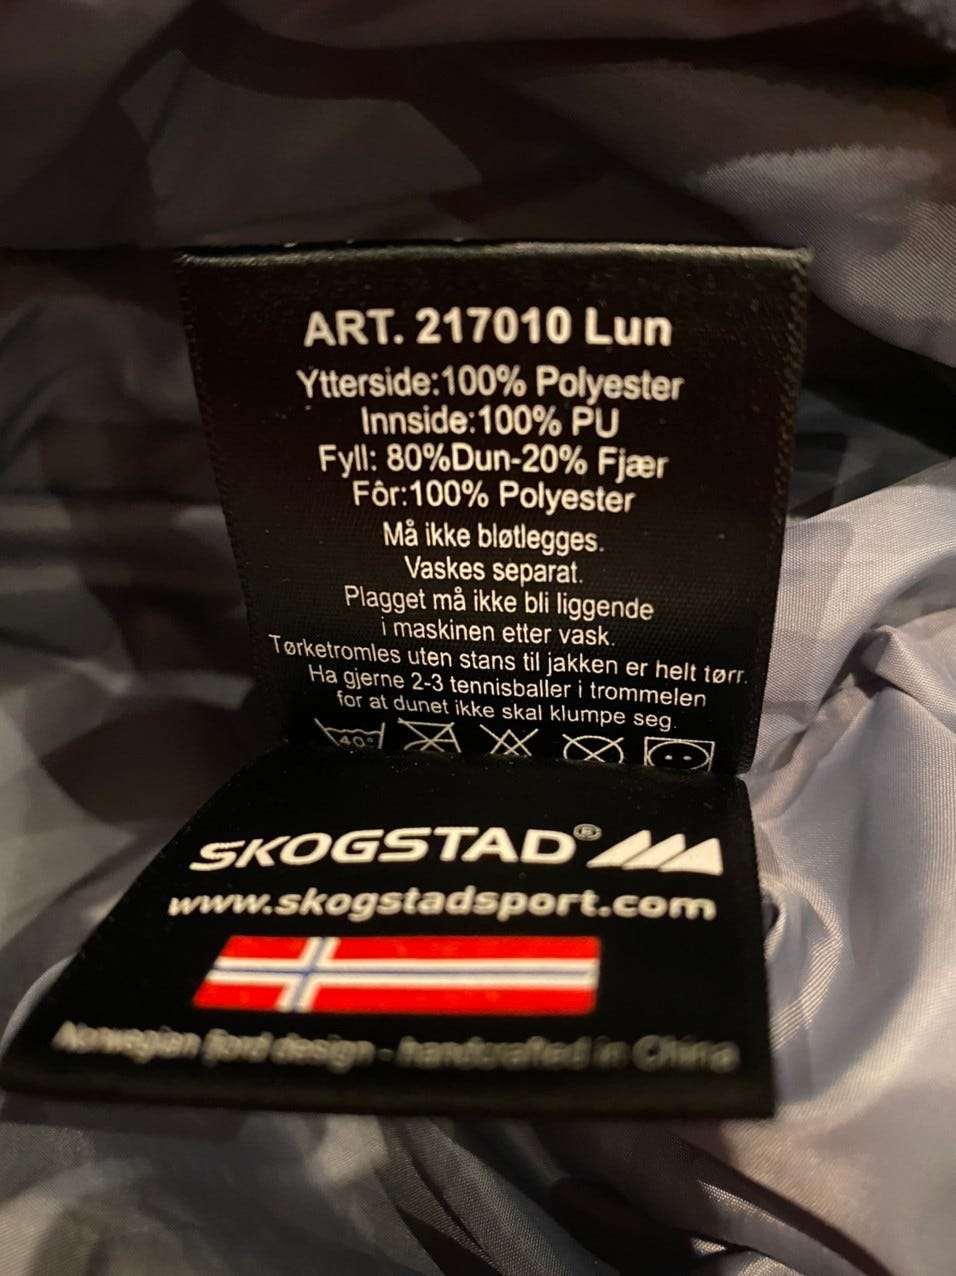 ART. 217010 Lun
Ytterside:100% Polyester
Innside:100% PU
Fyll: 80%Dun-20% Fjær
Fôr:100% Polyester
Må ikke bløtlegges.
Vaskes separat.
Plagget må ikke bli liggende
i maskinen etter vask.
Tørketromles uten stans til jakken er helt tørr.
Ha gjerne 2-3 tennisballer i trommelen
for at dunet ikke skal klumpe seg.
40°
SKOGSTAD®
www.skogstadsport.com
Norwegian fjord design - handcrafted in China